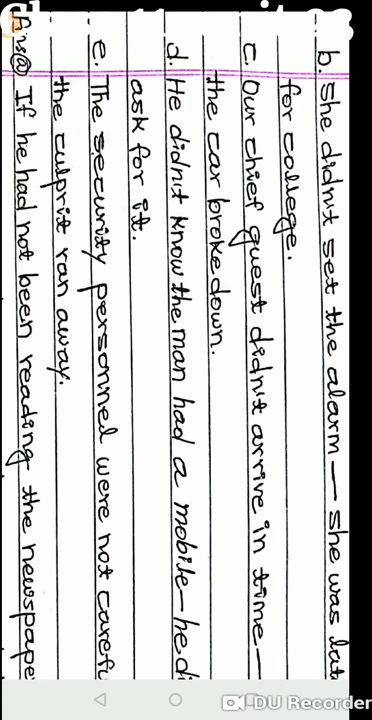 b. She didn't set the alarm — she was lat
for college.
c. Our chief guest didn't arrive in time —
the car broke down.
d. He didn't know the man had a mobile — he di
ask for it.
e. The security personnel were not carefu
the culprit ran away.
Ans@ If he had not been reading the newspape
DU Recorder